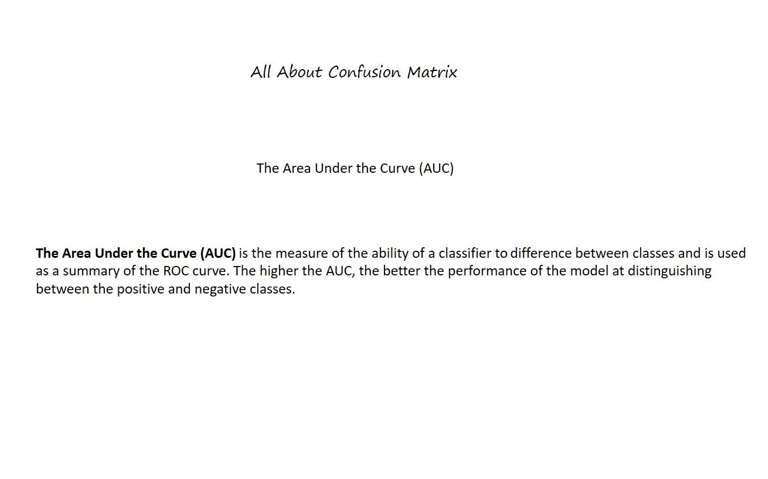 All About Confusion Matrix
The Area Under the Curve (AUC)
The Area Under the Curve (AUC) is the measure of the ability of a classifier to difference between classes and is used
as a summary of the ROC curve. The higher the AUC, the better the performance of the model at distinguishing
between the positive and negative classes.